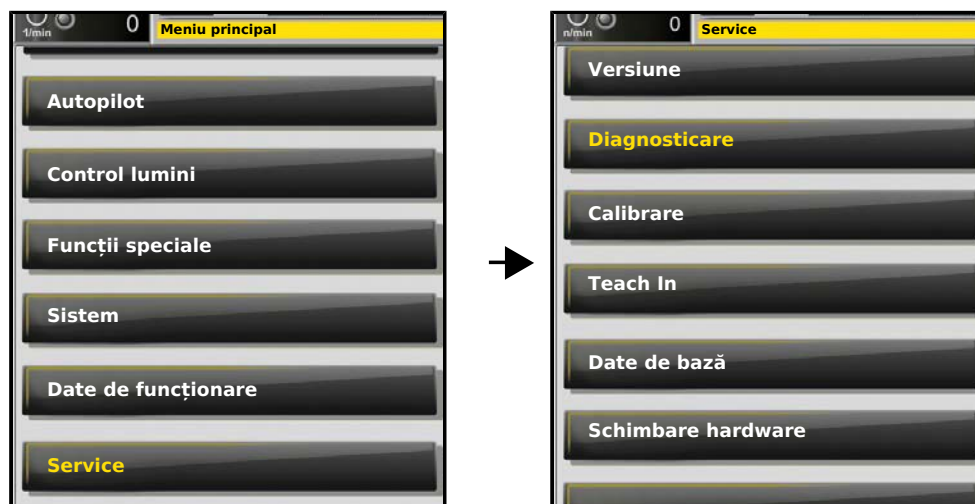 1/min 0 Meniu principal
Autopilot
Control lumini
Funcții speciale
Sistem
Date de funcționare
Service
n/min 0 Service
Versiune
Diagnosticare
Calibrare
Teach In
Date de bază
Schimbare hardware